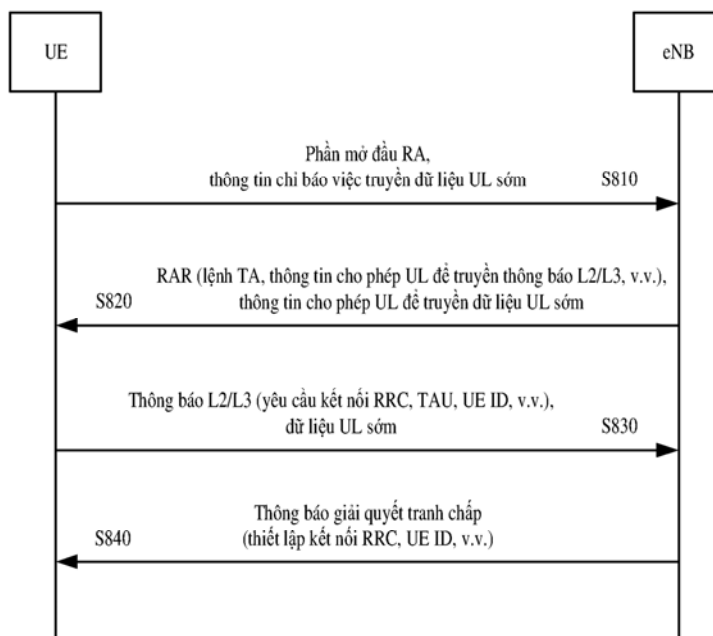 UE
eNB
Phần mở đầu RA,
thông tin chỉ báo việc truyền dữ liệu UL sớm
S810
RAR (lệnh TA, thông tin cho phép UL để truyền thông báo L2/L3, v.v.),
thông tin cho phép UL để truyền dữ liệu UL sớm
S820
Thông báo L2/L3 (yêu cầu kết nối RRC, TAU, UE ID, v.v.),
dữ liệu UL sớm
S830
Thông báo giải quyết tranh chấp
(thiết lập kết nối RRC, UE ID, v.v.)
S840